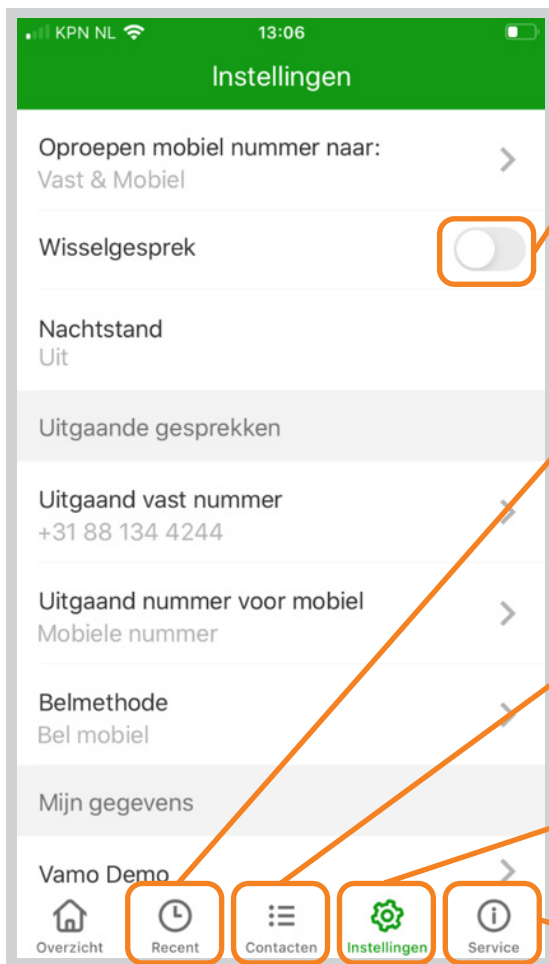 KPN NL 13:06
Instellingen
Oproepen mobiel nummer naar:
Vast & Mobiel
Wisselgesprek
Nachtstand
Uit
Uitgaande gesprekken
Uitgaand vast nummer
+31 88 134 4244
Uitgaand nummer voor mobiel
Mobiele nummer
Belmethode
Bel mobiel
Mijn gegevens
Vamo Demo
Overzicht Recent Contacten Instellingen Service